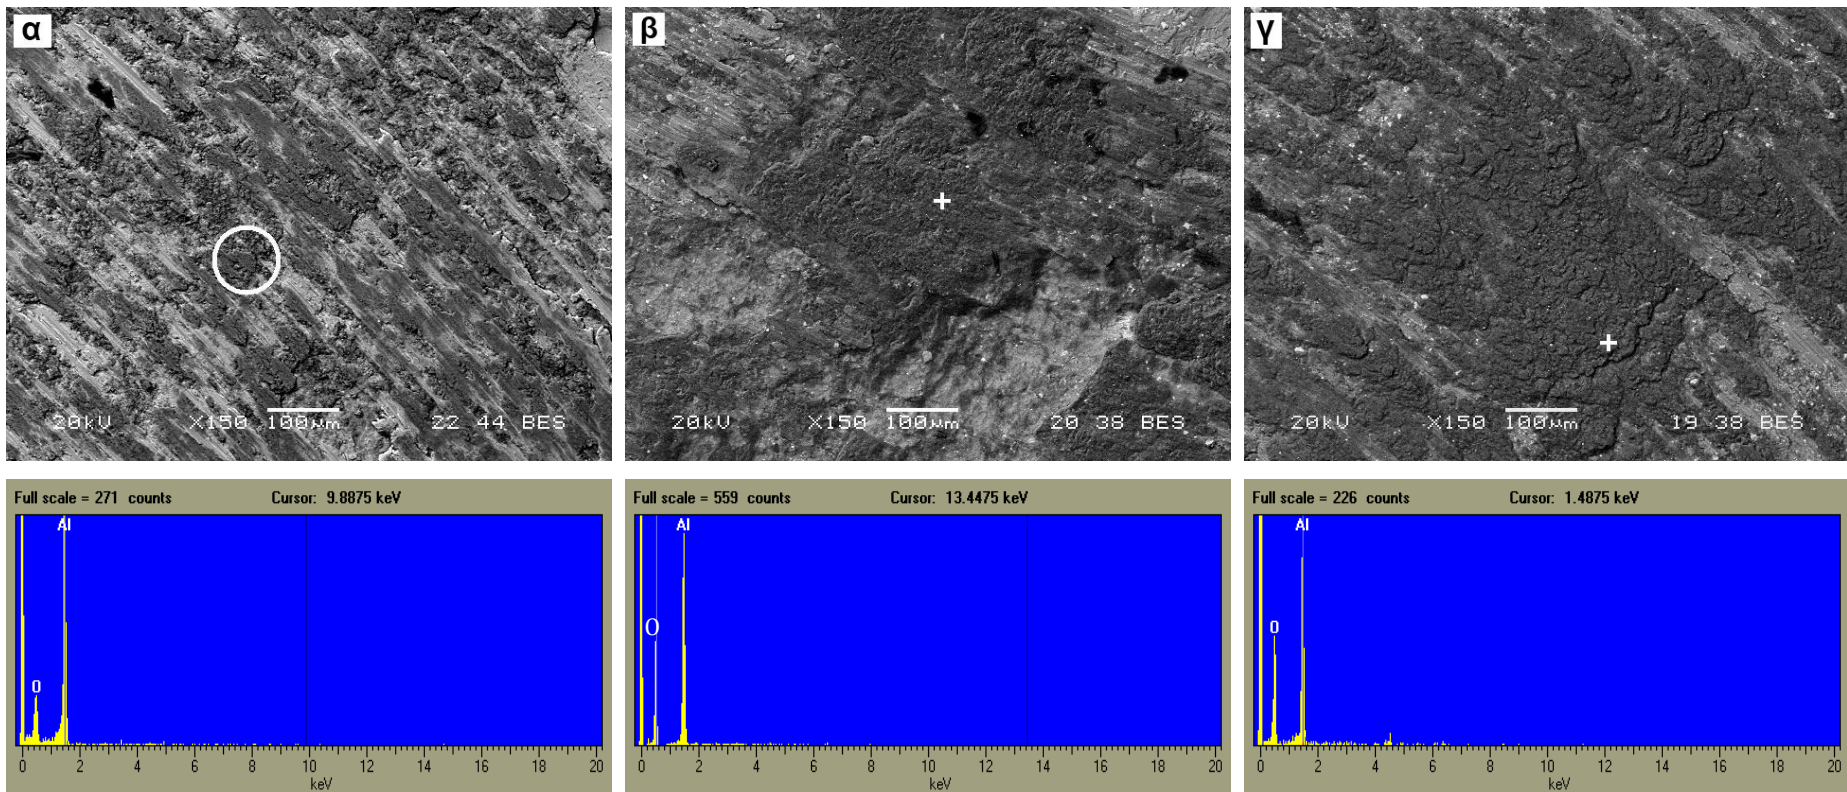 α
20kV X150 100µm 22 44 BES
β
20kV X150 100µm 20 38 BES
γ
20kV X150 100µm 19 38 BES
Full scale = 271 counts Cursor: 9.8875 keV
Al
O
0 2 4 6 8 10 12 14 16 18 20
keV
Full scale = 559 counts Cursor: 13.4475 keV
Al
O
0 2 4 6 8 10 12 14 16 18 20
keV
Full scale = 226 counts Cursor: 1.4875 keV
Al
O
0 2 4 6 8 10 12 14 16 18 20
keV